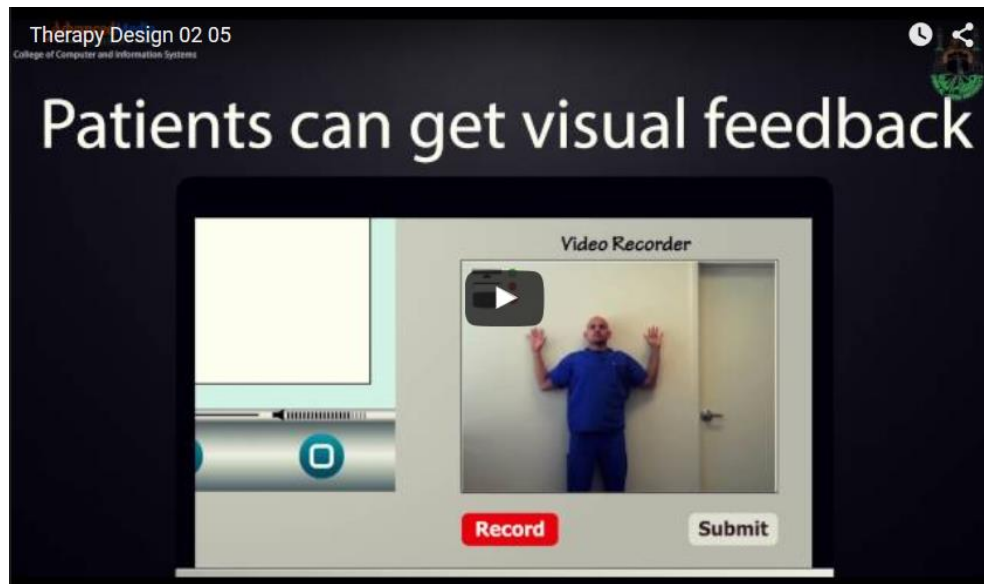 Therapy Design 02 05
College of Computer and Information Systems
Patients can get visual feedback
Video Recorder
Record
Submit